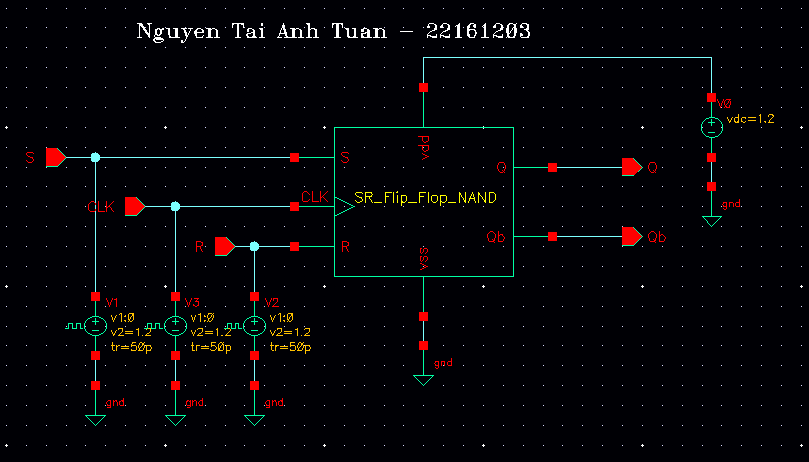 Nguyen Tai Anh Tuan - 22161203
V0
vdc=1.2
vdd
S
S
Q
Q
CLK
CLK
SR_Flip_Flop_NAND
gnd
R
R
Qb
Qb
vss
V1
V3
V2
v1:0
v1:0
v1:0
v2=1.2
v2=1.2
v2=1.2
tr=50p
tr=50p
tr=50p
gnd
gnd
gnd
gnd